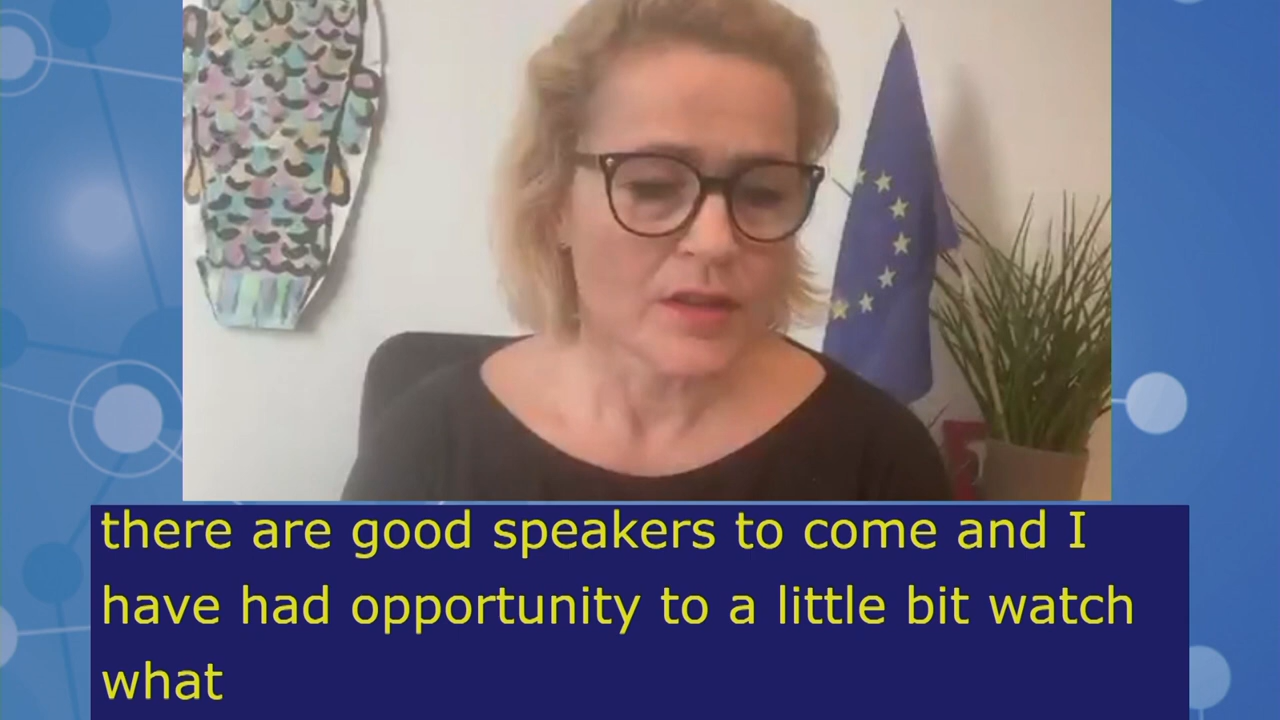 there are good speakers to come and I
have had opportunity to a little bit watch
what